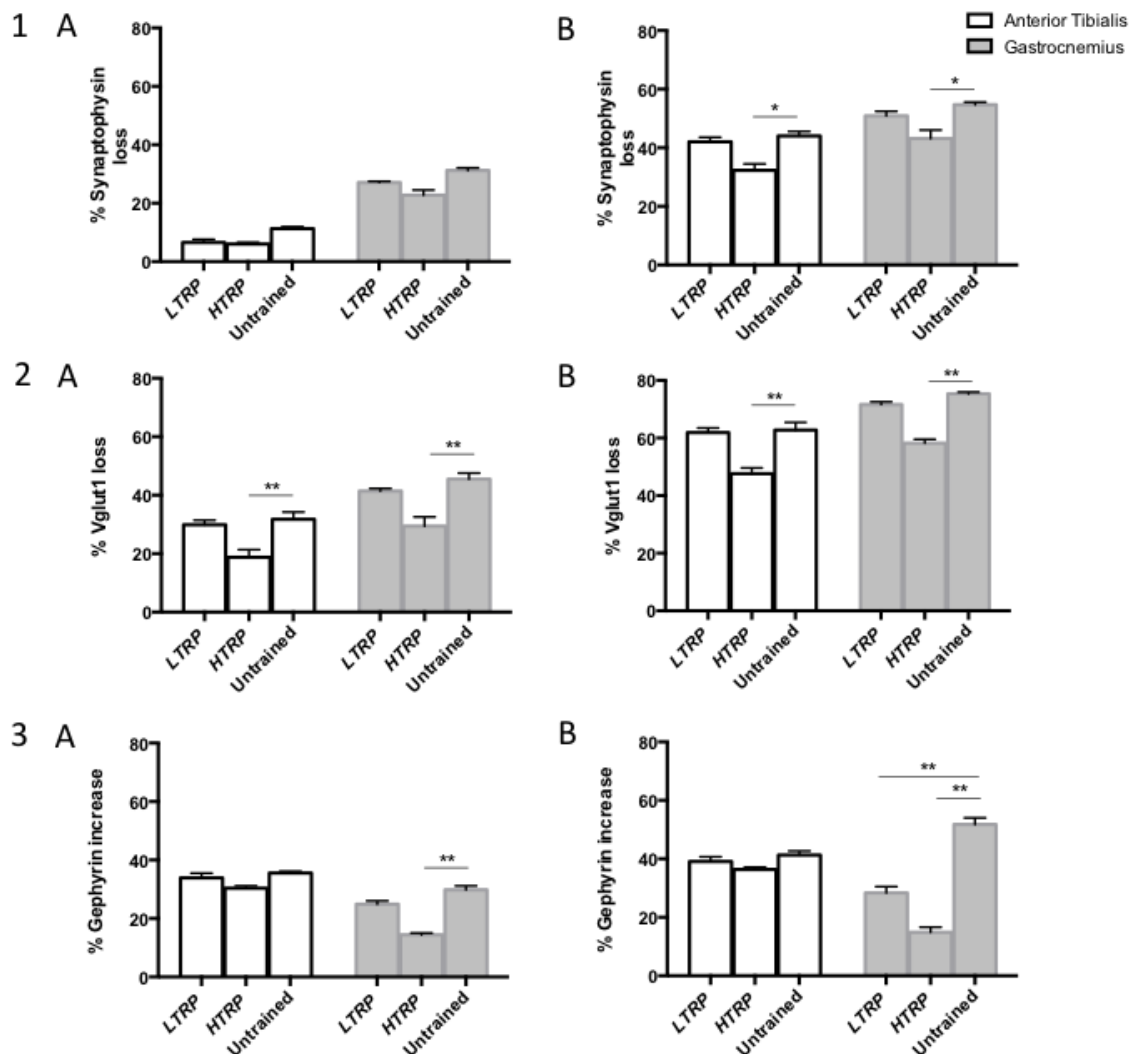 1 A
% Synaptophysin
loss
80
60
40
20
0
LTRP HTRP Untrained LTRP HTRP Untrained
B
Anterior Tibialis
Gastrocnemius
% Synaptophysin
loss
80
60
40
20
0
* *
LTRP HTRP Untrained LTRP HTRP Untrained
2 A
% Vglut1 loss
80
60
40
20
0
** **
LTRP HTRP Untrained LTRP HTRP Untrained
B
% Vglut1 loss
80
60
40
20
0
** **
LTRP HTRP Untrained LTRP HTRP Untrained
3 A
% Gephyrin increase
80
60
40
20
0
**
LTRP HTRP Untrained LTRP HTRP Untrained
B
% Gephyrin increase
80
60
40
20
0
**
**
LTRP HTRP Untrained LTRP HTRP Untrained